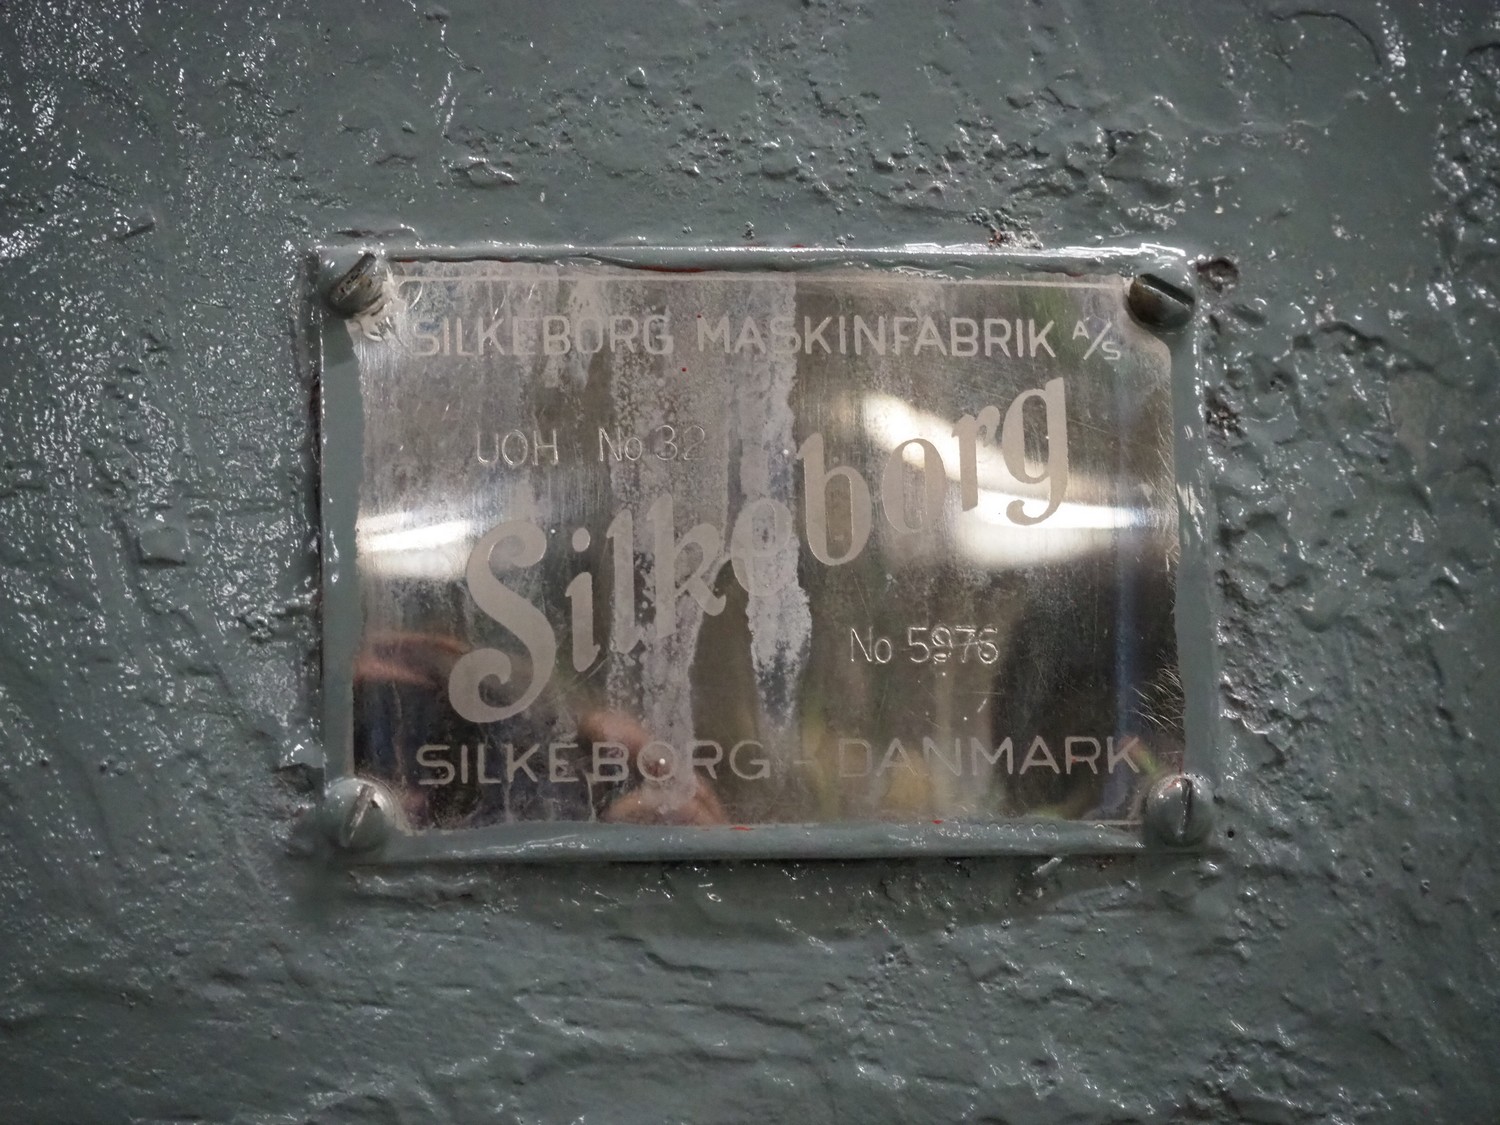 SILKEBORG MASKINFABRIK A/S
UOH No 32
Silkeborg
No 5976
SILKEBORG - DANMARK